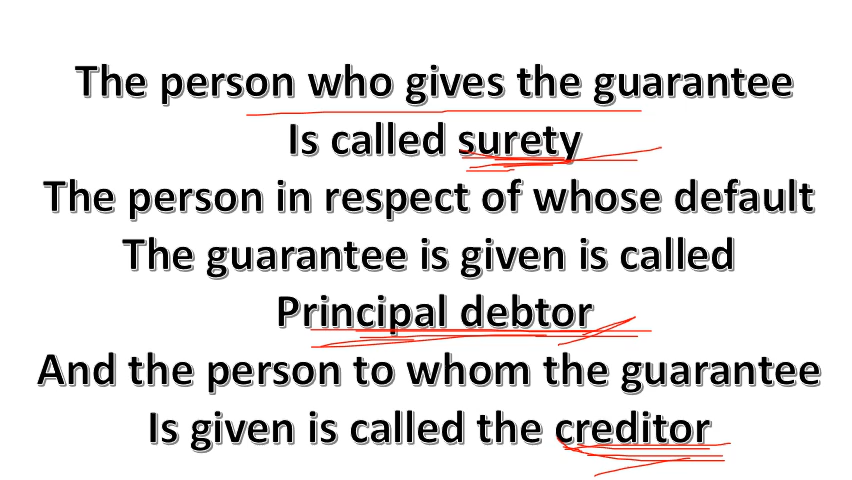 The person who gives the guarantee
Is called surety
The person in respect of whose default
The guarantee is given is called
Principal debtor
And the person to whom the guarantee
Is given is called the creditor